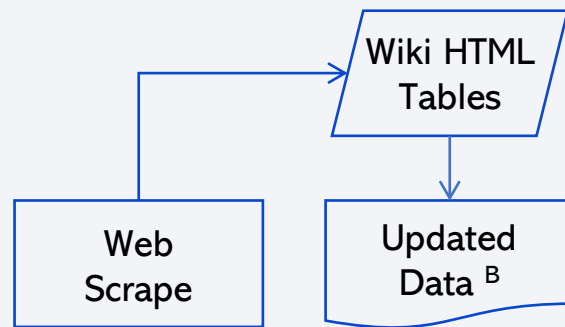 Wiki HTML
Tables
Web
Scrape
Updated
Data B